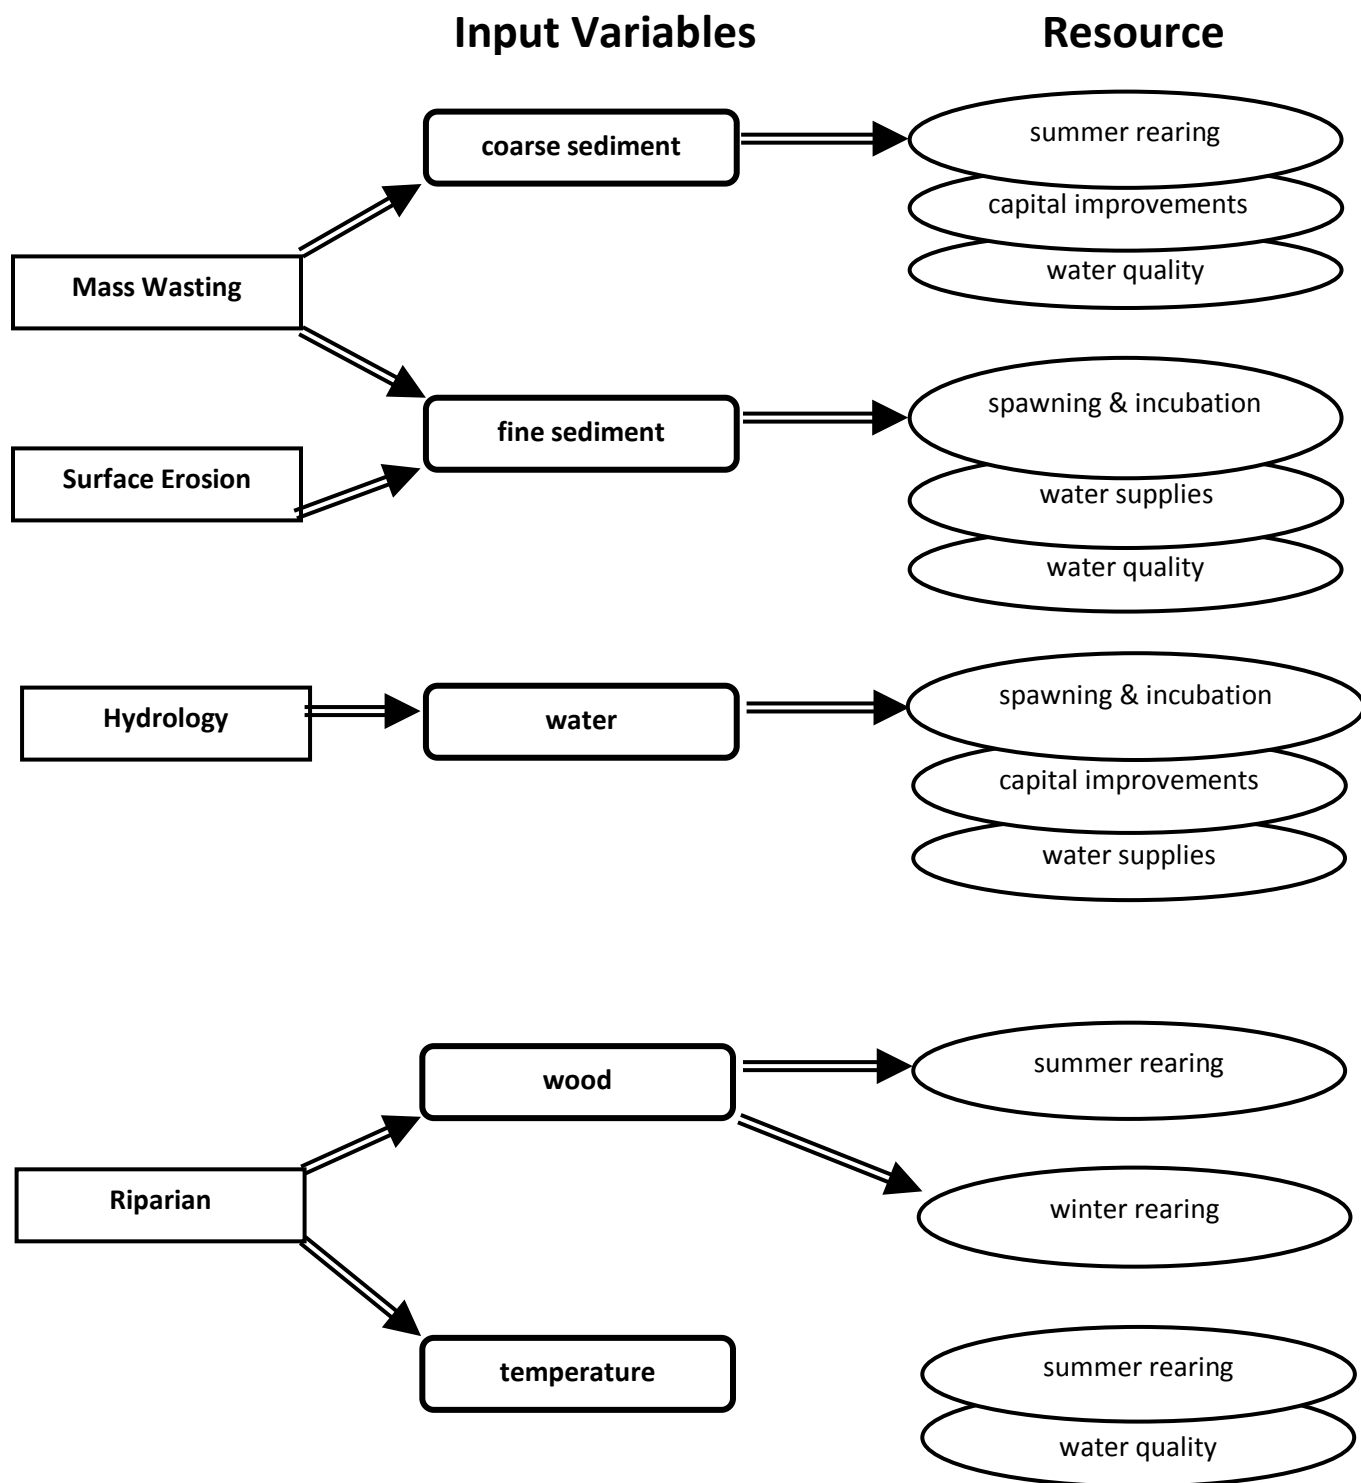 Input Variables
Resource
coarse sediment
summer rearing
capital improvements
water quality
Mass Wasting
fine sediment
spawning & incubation
Surface Erosion
water supplies
water quality
Hydrology
water
spawning & incubation
capital improvements
water supplies
wood
summer rearing
Riparian
winter rearing
temperature
summer rearing
water quality